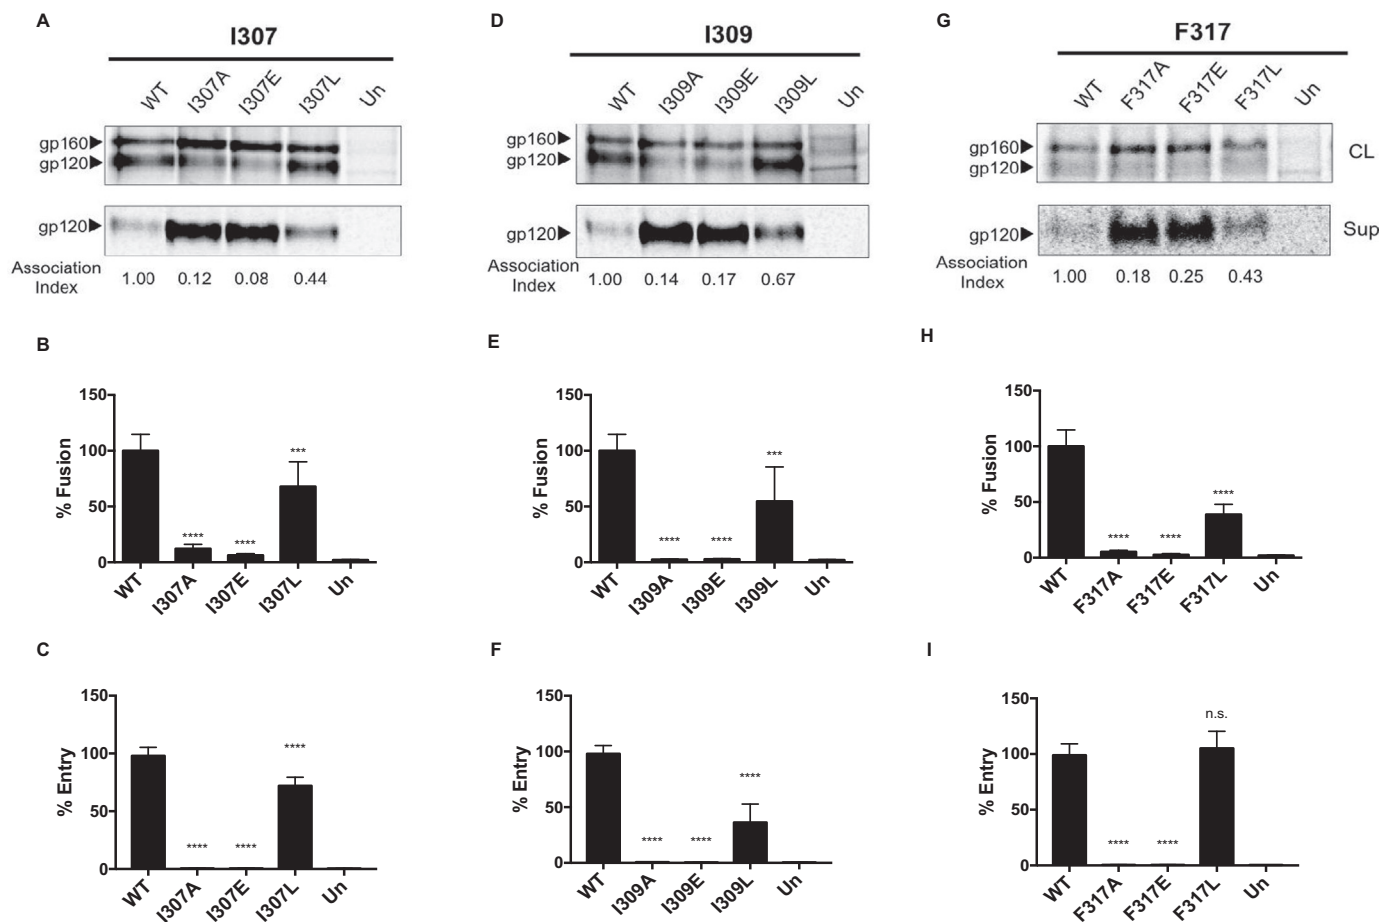 A
I307
WT I307A I307E I307L Un
gp160
gp120
gp120
Association
Index
1.00 0.12 0.08 0.44
D
I309
WT I309A I309E I309L Un
gp160
gp120
gp120
Association
Index
1.00 0.14 0.17 0.67
G
F317
WT F317A F317E F317L Un
gp160
gp120
CL
gp120
Sup
Association
Index
1.00 0.18 0.25 0.43
B
% Fusion
150
100
50
0
****
****
***
WT I307A I307E I307L Un
E
% Fusion
150
100
50
0
****
****
***
WT I309A I309E I309L Un
H
% Fusion
150
100
50
0
****
****
****
WT F317A F317E F317L Un
C
% Entry
150
100
50
0
****
****
****
WT I307A I307E I307L Un
F
% Entry
150
100
50
0
****
****
****
WT I309A I309E I309L Un
I
% Entry
150
100
50
0
****
****
n.s.
WT F317A F317E F317L Un